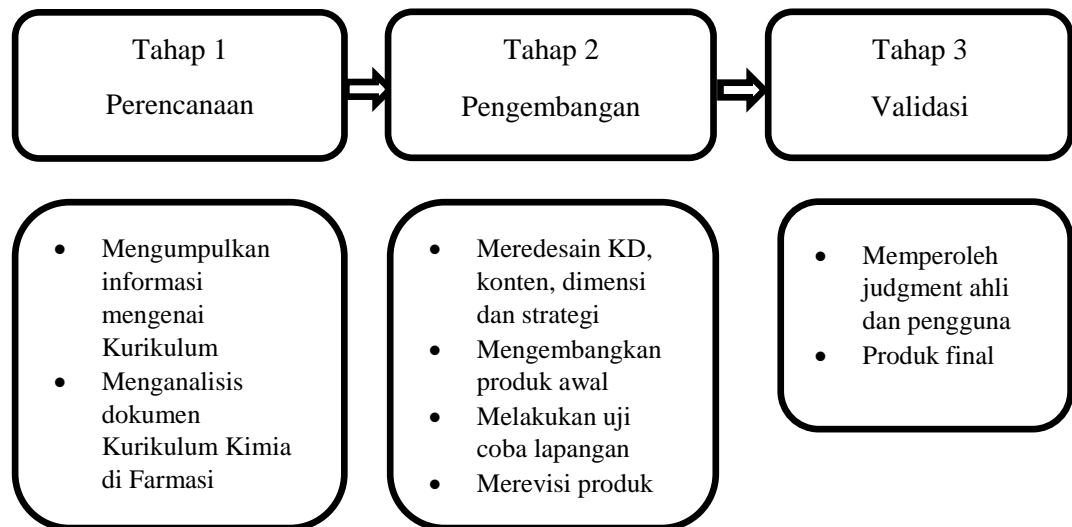 Tahap 1
Perencanaan
Tahap 2
Pengembangan
Tahap 3
Validasi
• Mengumpulkan
informasi
mengenai
Kurikulum
• Menganalisis
dokumen
Kurikulum Kimia
di Farmasi
• Meredesain KD,
konten, dimensi
dan strategi
• Mengembangkan
produk awal
• Melakukan uji
coba lapangan
• Merevisi produk
• Memperoleh
judgment ahli
dan pengguna
• Produk final